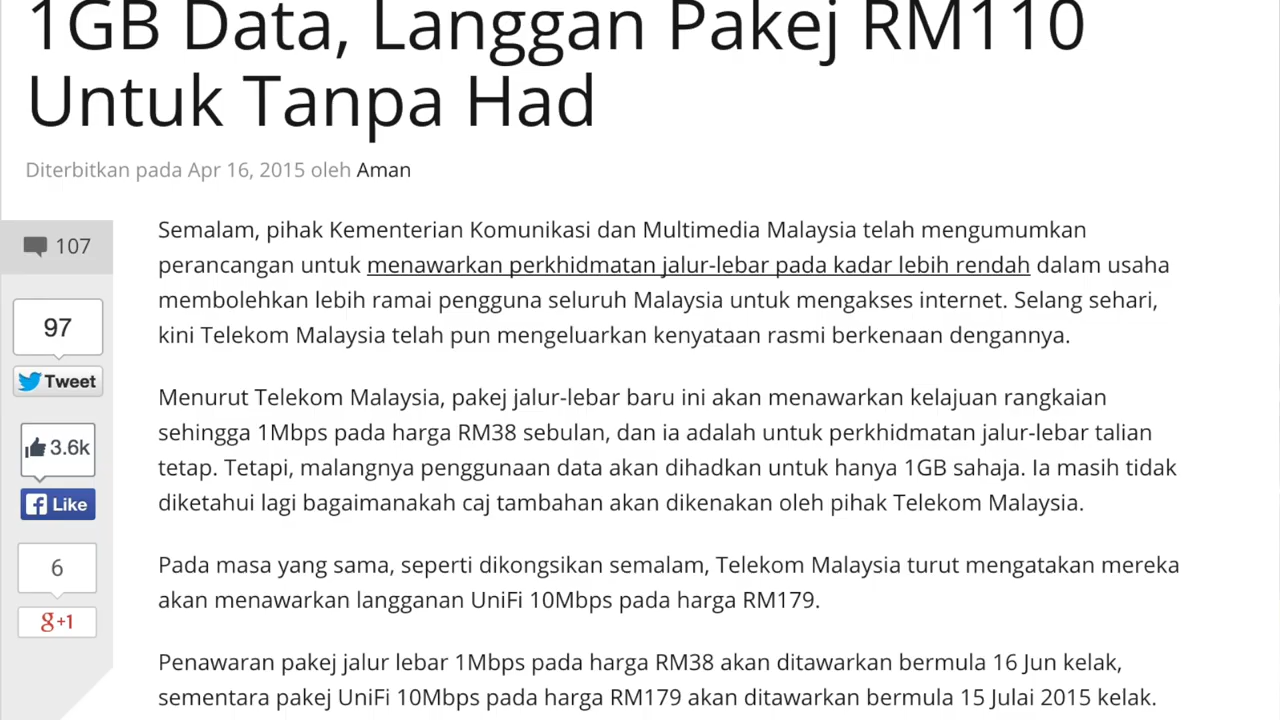 1GB Data, Langgan Pakej RM110
Untuk Tanpa Had
Diterbitkan pada Apr 16, 2015 oleh Aman
107
97
Tweet
3.6k
Like
6
g+1
Semalam, pihak Kementerian Komunikasi dan Multimedia Malaysia telah mengumumkan
perancangan untuk menawarkan perkhidmatan jalur-lebar pada kadar lebih rendah dalam usaha
membolehkan lebih ramai pengguna seluruh Malaysia untuk mengakses internet. Selang sehari,
kini Telekom Malaysia telah pun mengeluarkan kenyataan rasmi berkenaan dengannya.
Menurut Telekom Malaysia, pakej jalur-lebar baru ini akan menawarkan kelajuan rangkaian
sehingga 1Mbps pada harga RM38 sebulan, dan ia adalah untuk perkhidmatan jalur-lebar talian
tetap. Tetapi, malangnya penggunaan data akan dihadkan untuk hanya 1GB sahaja. Ia masih tidak
diketahui lagi bagaimanakah caj tambahan akan dikenakan oleh pihak Telekom Malaysia.
Pada masa yang sama, seperti dikongsikan semalam, Telekom Malaysia turut mengatakan mereka
akan menawarkan langganan UniFi 10Mbps pada harga RM179.
Penawaran pakej jalur lebar 1Mbps pada harga RM38 akan ditawarkan bermula 16 Jun kelak,
sementara pakej UniFi 10Mbps pada harga RM179 akan ditawarkan bermula 15 Julai 2015 kelak.